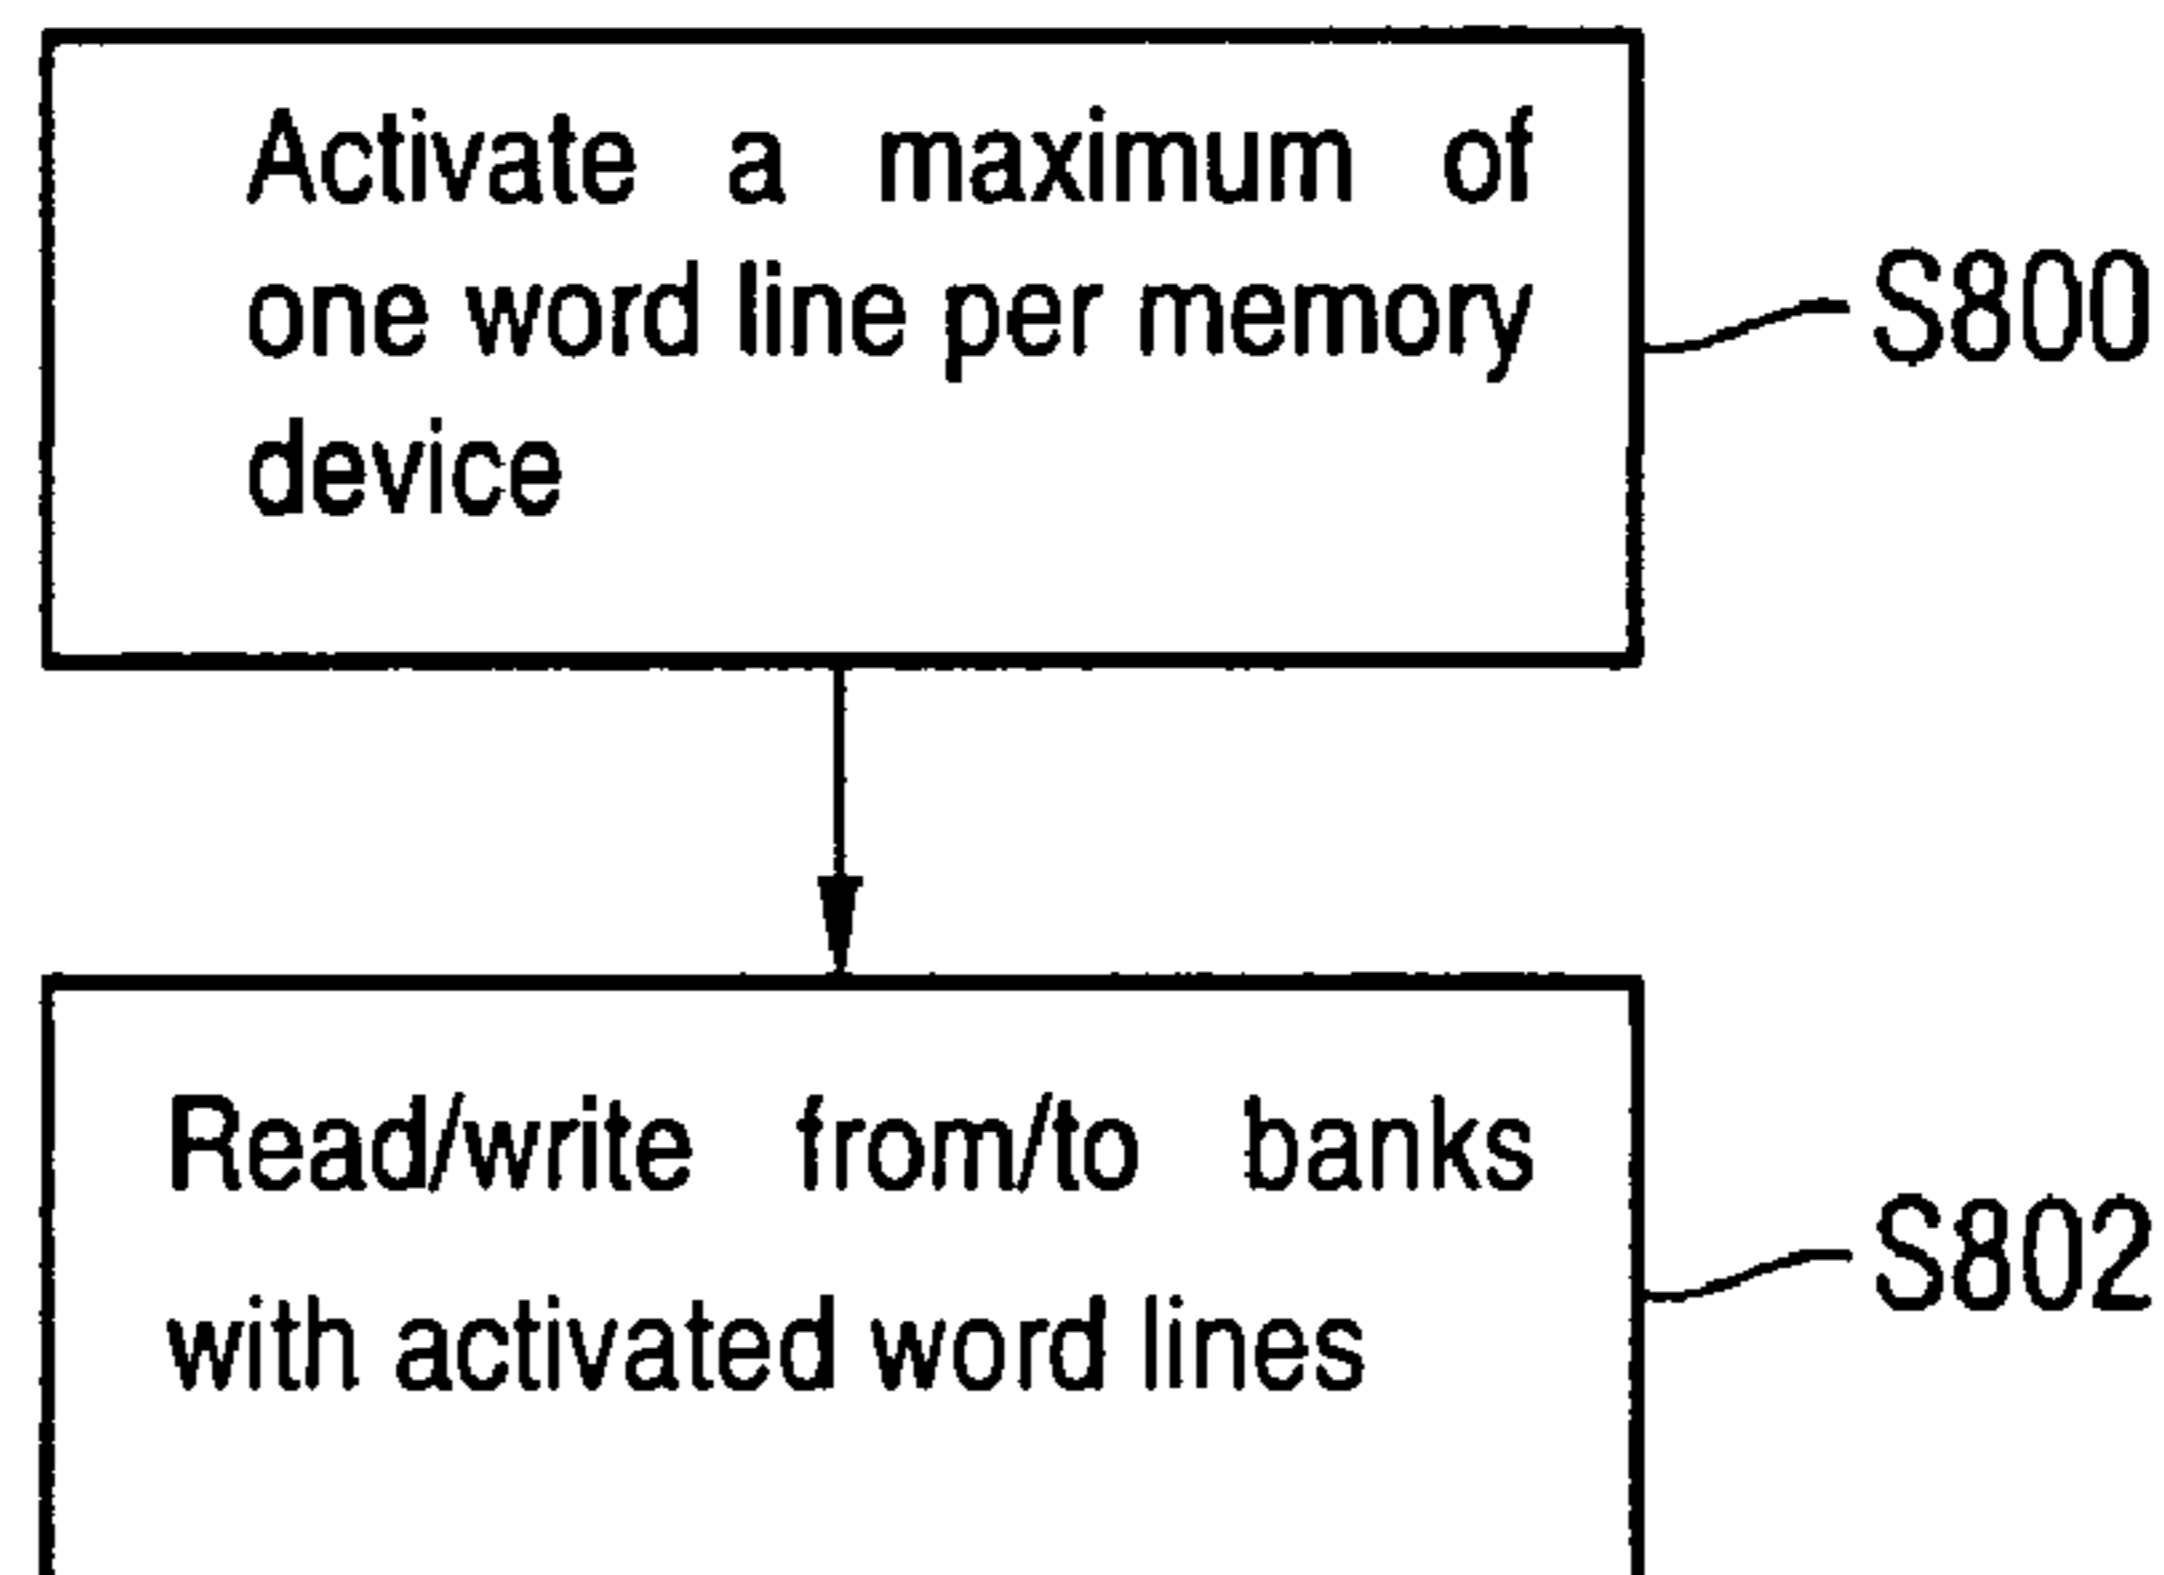 Activate a maximum of
one word line per memory
device
S800
Read/write from/to banks
with activated word lines
S802